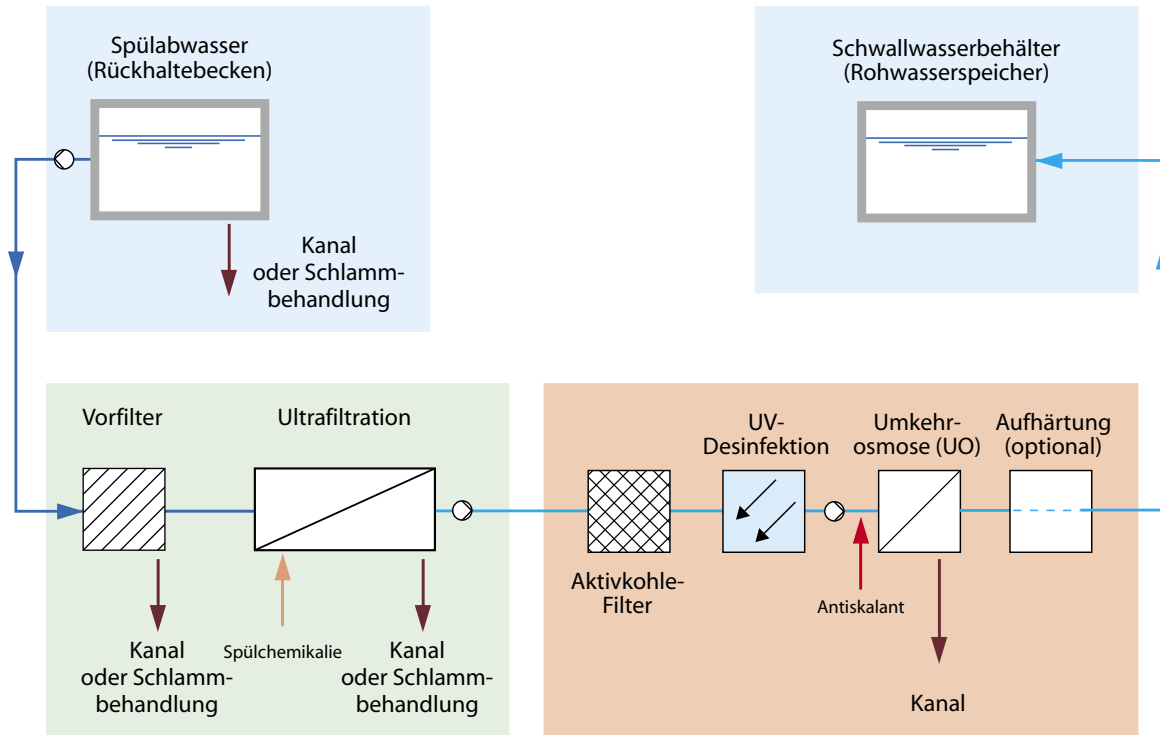 Spülabwasser
(Rückhaltebecken)
Schwallwasserbehälter
(Rohwasserspeicher)
Kanal
oder Schlamm-
behandlung
Vorfilter
Ultrafiltration
UV-
Desinfektion
Umkehr-
osmose (UO)
Aufhärtung
(optional)
Aktivkohle-
Filter
Antiskalant
Kanal
oder Schlamm-
behandlung
Spülchemikalie
Kanal
oder Schlamm-
behandlung
Kanal